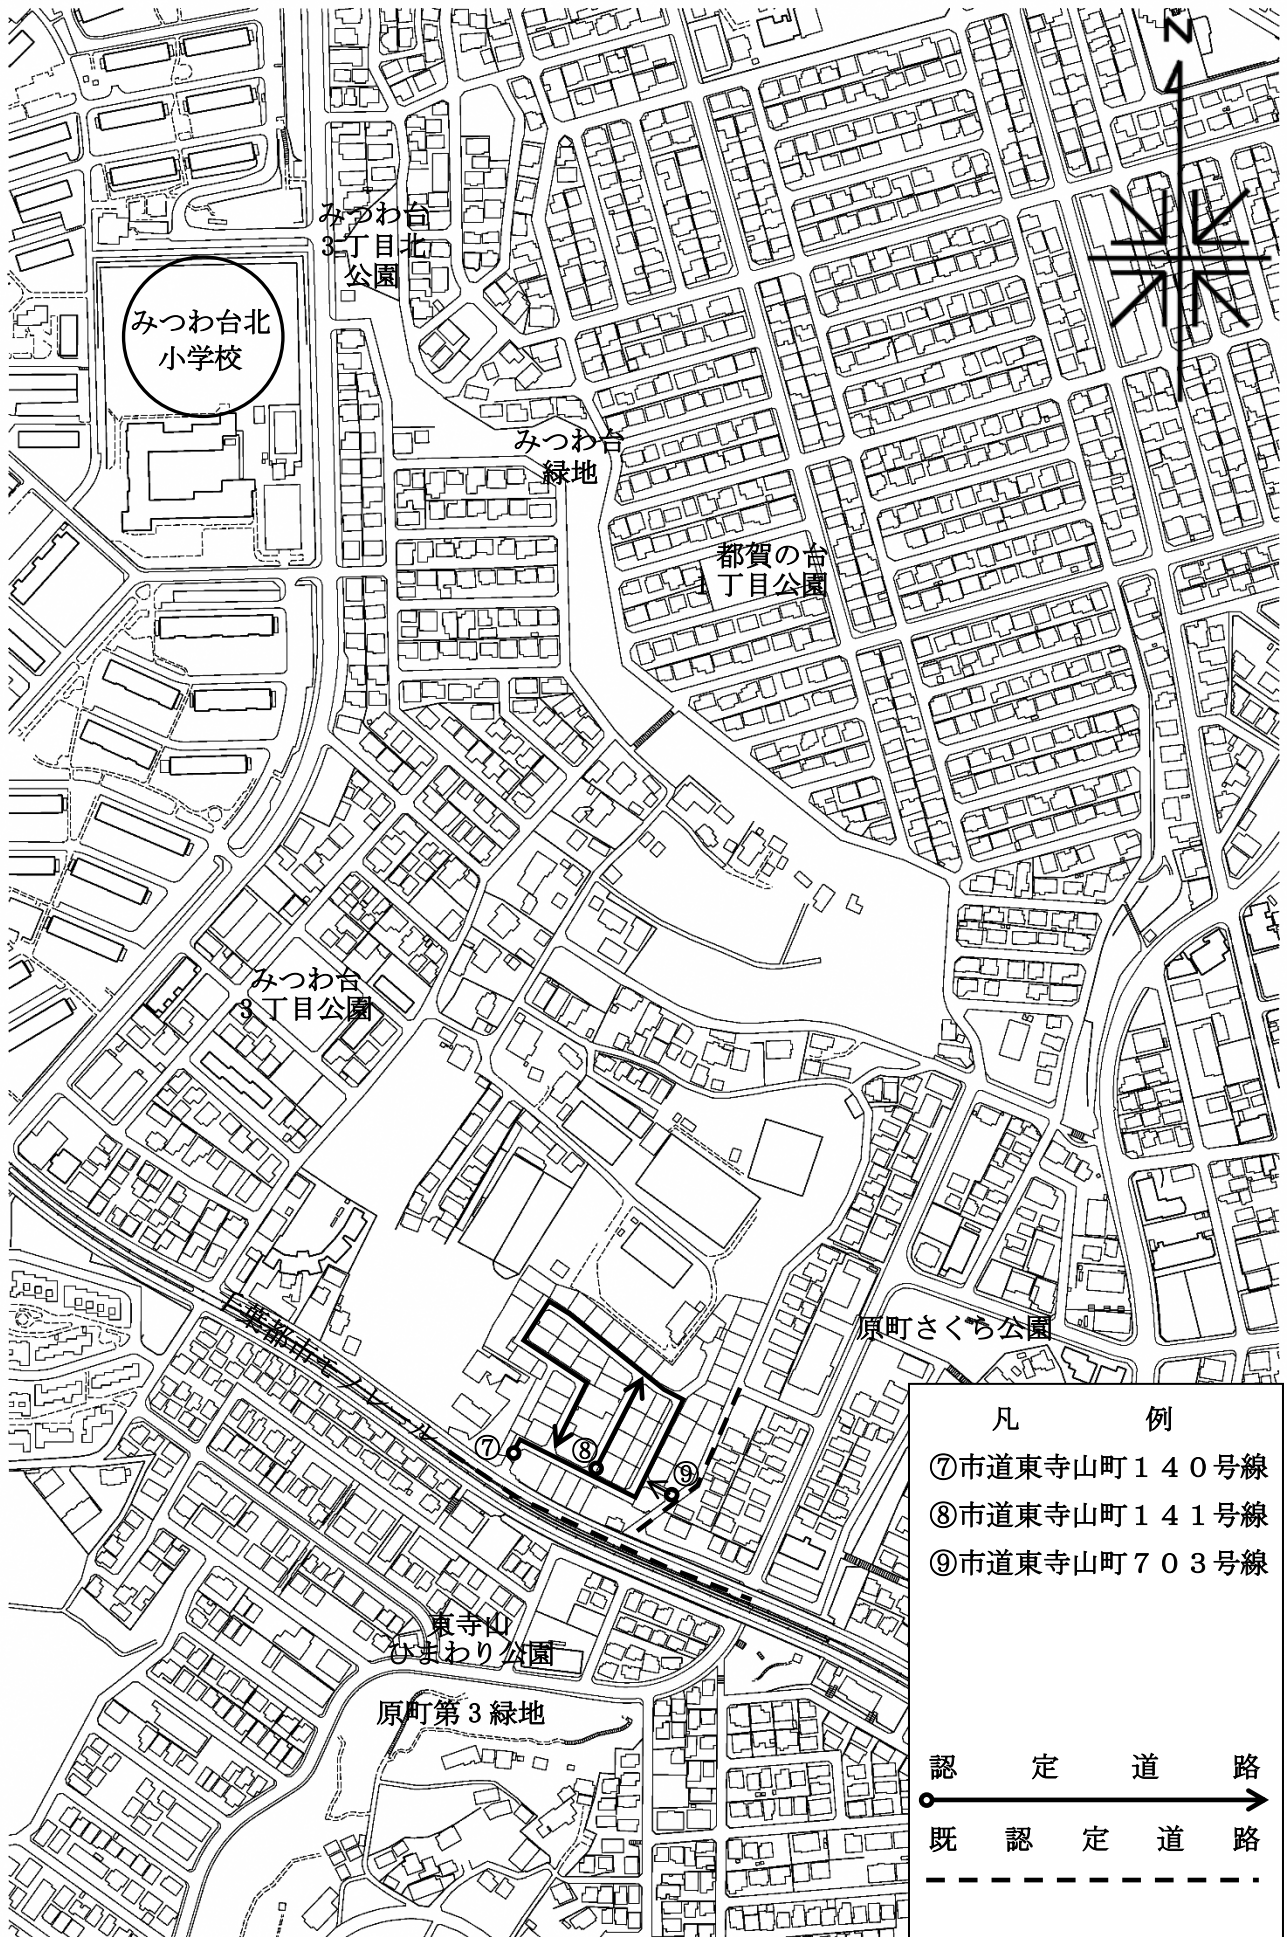 N
みつわ台
3丁目北
公園
みつわ台北
小学校
みつわ台
緑地
都賀の台
1丁目公園
みつわ台
3丁目公園
千葉都市モノレール
原町さくら公園
⑦
⑧
⑨
東寺山
ひまわり公園
原町第3緑地
凡　例
⑦市道東寺山町１４０号線
⑧市道東寺山町１４１号線
⑨市道東寺山町７０３号線
認定道路
既認定道路